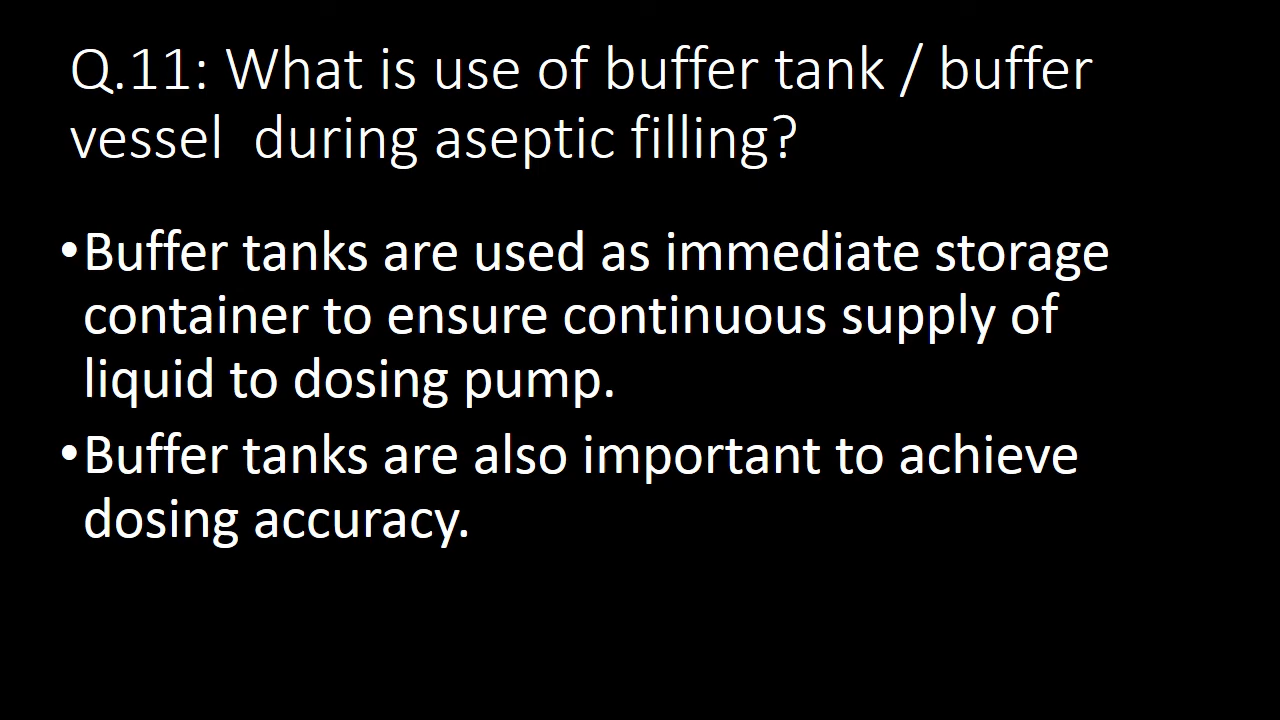 Q.11: What is use of buffer tank / buffer
vessel  during aseptic filling?
•Buffer tanks are used as immediate storage
container to ensure continuous supply of
liquid to dosing pump.
•Buffer tanks are also important to achieve
dosing accuracy.